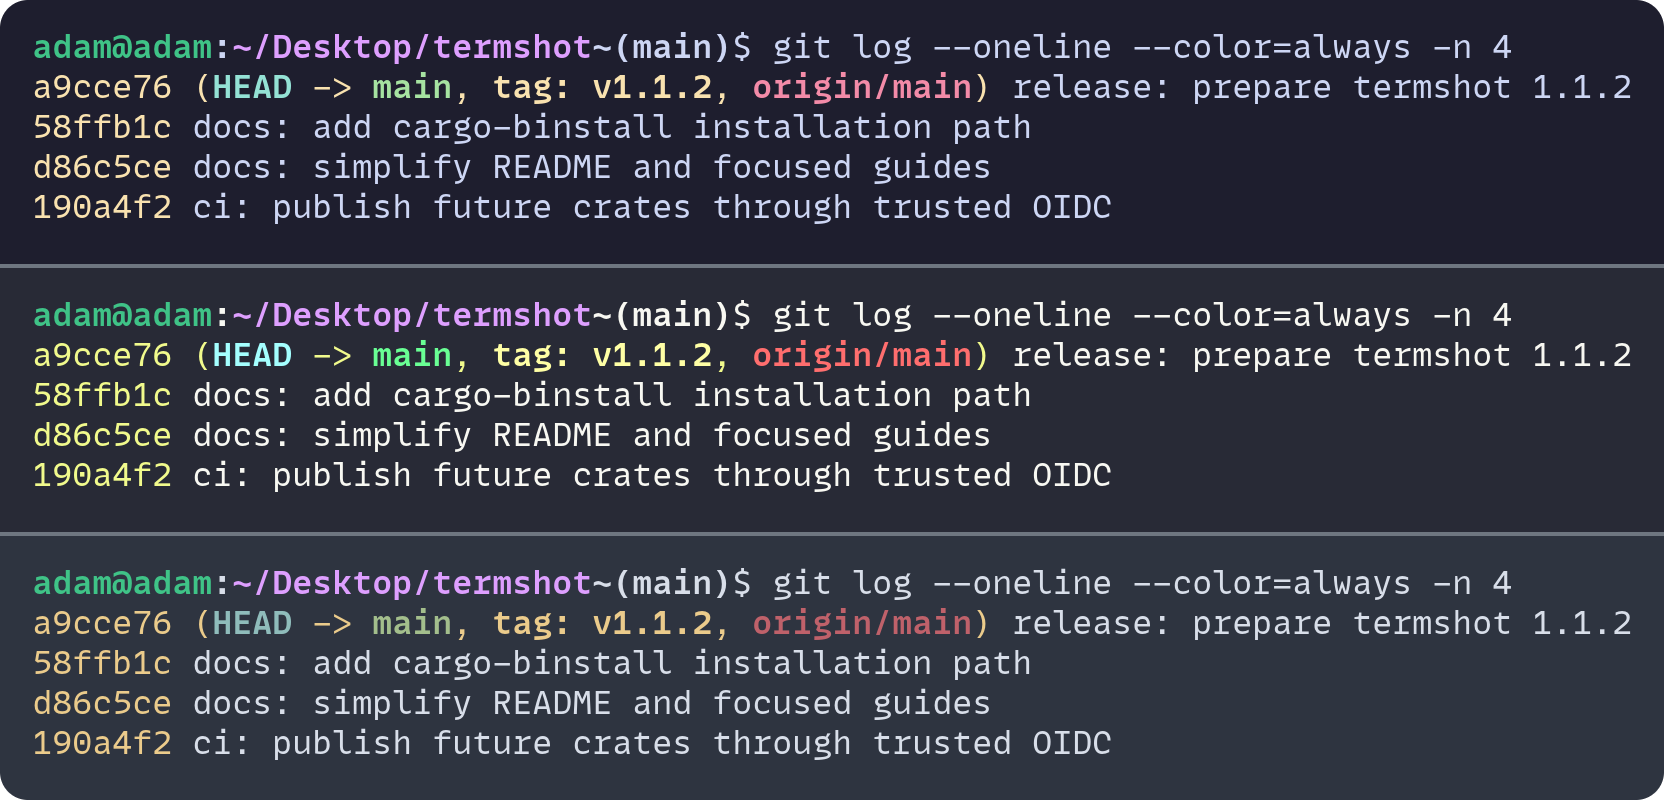 adam@adam:~/Desktop/termshot~(main)$ git log --oneline --color=always -n 4
a9cce76 (HEAD -> main, tag: v1.1.2, origin/main) release: prepare termshot 1.1.2
58ffb1c docs: add cargo-binstall installation path
d86c5ce docs: simplify README and focused guides
190a4f2 ci: publish future crates through trusted OIDC
adam@adam:~/Desktop/termshot~(main)$ git log --oneline --color=always -n 4
a9cce76 (HEAD -> main, tag: v1.1.2, origin/main) release: prepare termshot 1.1.2
58ffb1c docs: add cargo-binstall installation path
d86c5ce docs: simplify README and focused guides
190a4f2 ci: publish future crates through trusted OIDC
adam@adam:~/Desktop/termshot~(main)$ git log --oneline --color=always -n 4
a9cce76 (HEAD -> main, tag: v1.1.2, origin/main) release: prepare termshot 1.1.2
58ffb1c docs: add cargo-binstall installation path
d86c5ce docs: simplify README and focused guides
190a4f2 ci: publish future crates through trusted OIDC